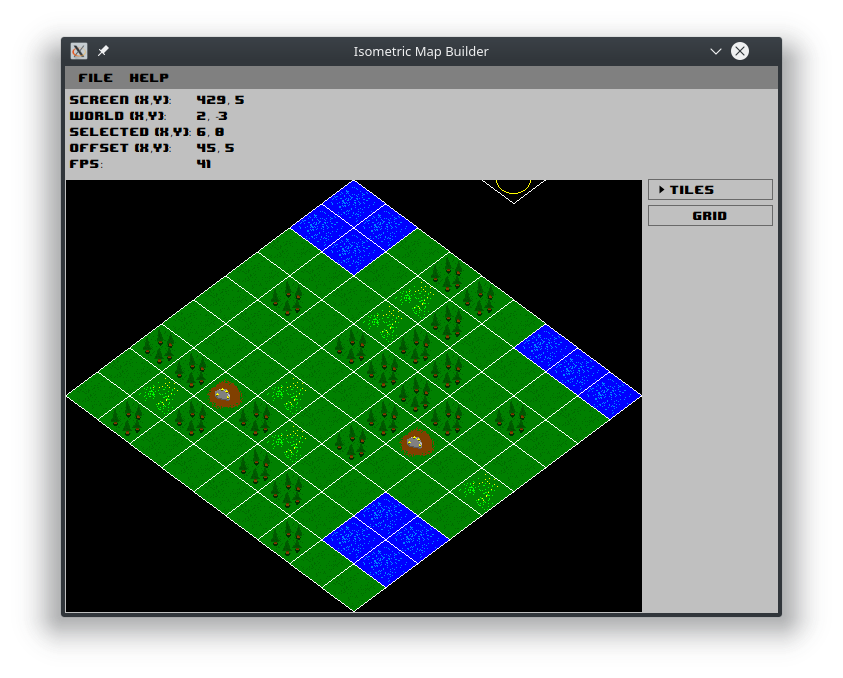 Isometric Map Builder
FILE HELP
SCREEN (X,Y): 429, 5
WORLD (X,Y): 2, -3
SELECTED (X,Y): 6, 8
OFFSET (X,Y): 45, 5
FPS: 41
TILES
GRID